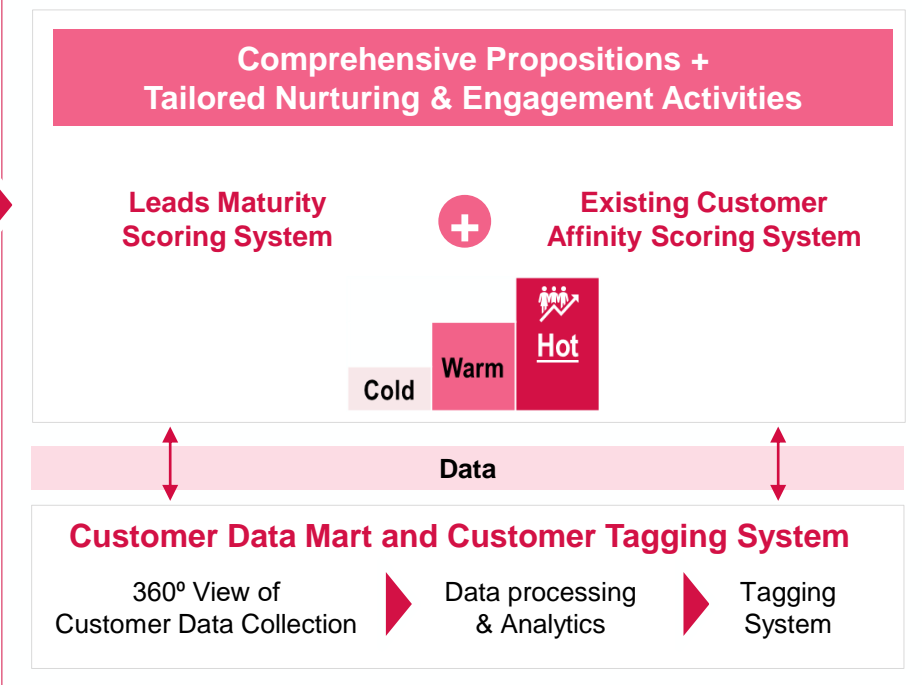 Comprehensive Propositions +
Tailored Nurturing & Engagement Activities
Leads Maturity
Scoring System
+
Existing Customer
Affinity Scoring System
Cold
Warm
Hot
Data
Customer Data Mart and Customer Tagging System
360º View of
Customer Data Collection
Data processing
& Analytics
Tagging
System